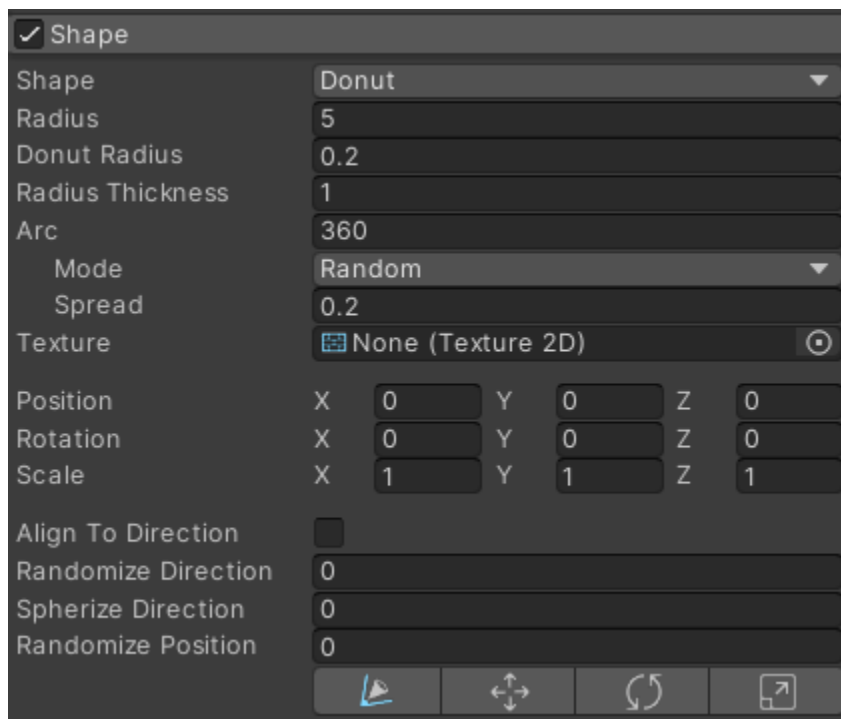 Shape
Shape Donut
Radius 5
Donut Radius 0.2
Radius Thickness 1
Arc 360
Mode Random
Spread 0.2
Texture None (Texture 2D)
Position X 0 Y 0 Z 0
Rotation X 0 Y 0 Z 0
Scale X 1 Y 1 Z 1
Align To Direction
Randomize Direction 0
Spherize Direction 0
Randomize Position 0